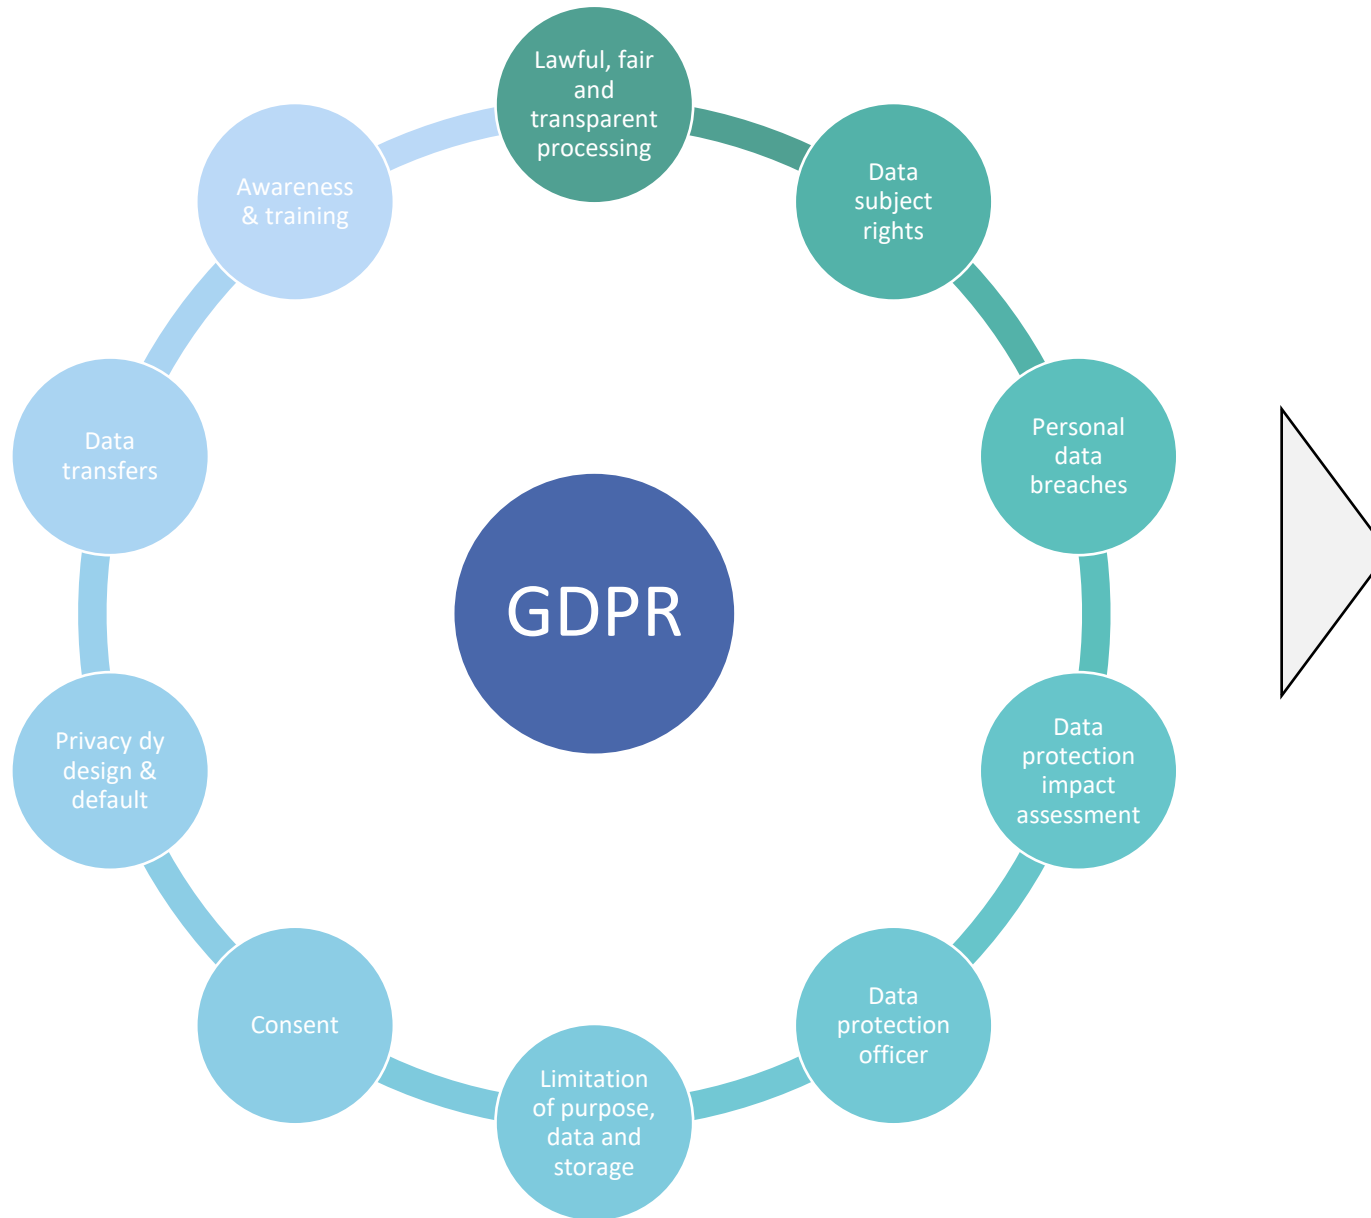 Lawful, fair
and
transparent
processing
Data
subject
rights
Personal
data
breaches
Data
protection
impact
assessment
Data
protection
officer
Limitation
of purpose,
data and
storage
Consent
Privacy dy
design &
default
Data
transfers
Awareness
& training
GDPR